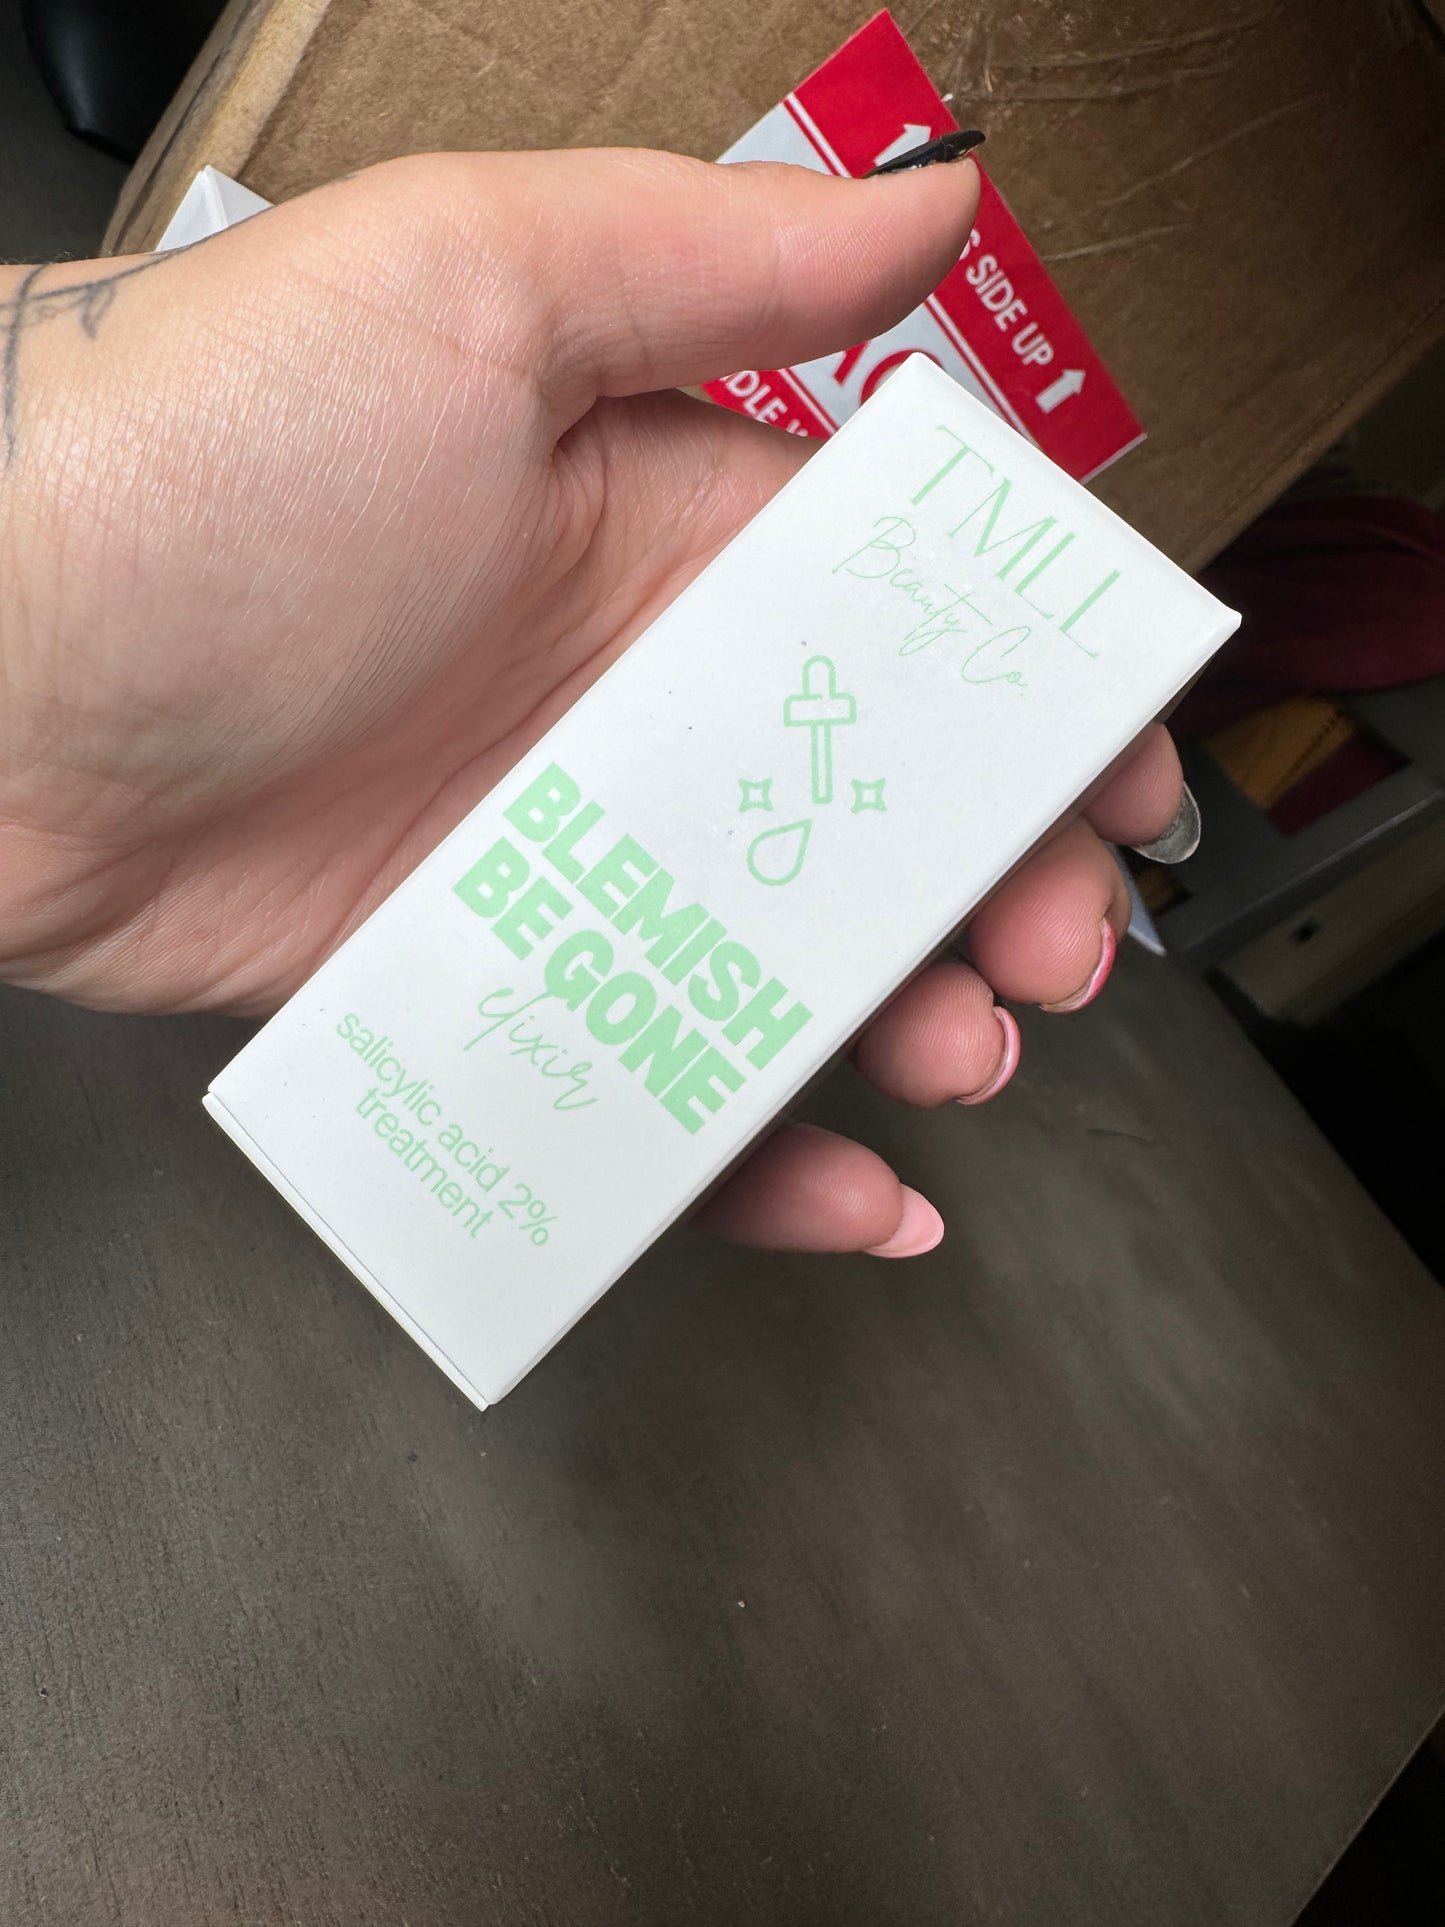 TMLL
Beauty Co.
BLEMISH
BE GONE
elixir
salicylic acid 2%
treatment
SIDE UP